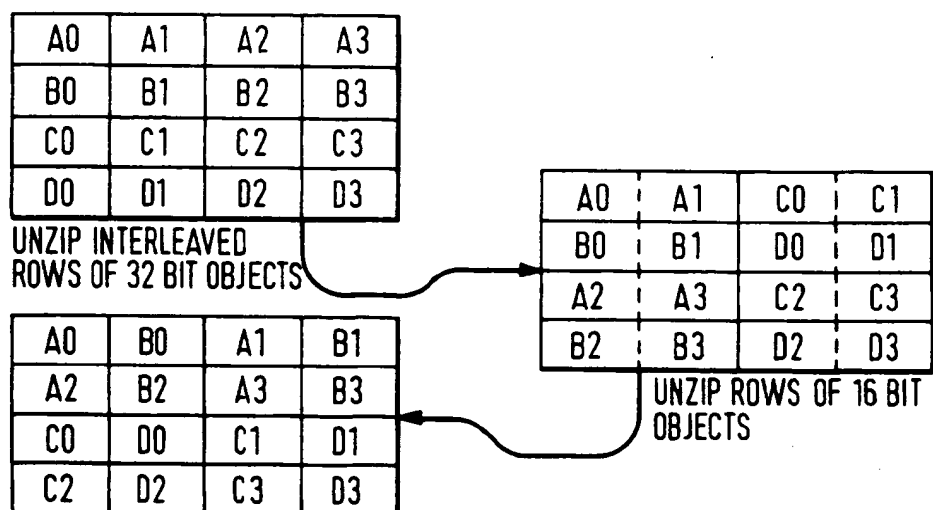 A0 A1 A2 A3
B0 B1 B2 B3
C0 C1 C2 C3
D0 D1 D2 D3
UNZIP INTERLEAVED
ROWS OF 32 BIT OBJECTS
A0 A1 C0 C1
B0 B1 D0 D1
A2 A3 C2 C3
B2 B3 D2 D3
UNZIP ROWS OF 16 BIT
OBJECTS
A0 B0 A1 B1
A2 B2 A3 B3
C0 D0 C1 D1
C2 D2 C3 D3